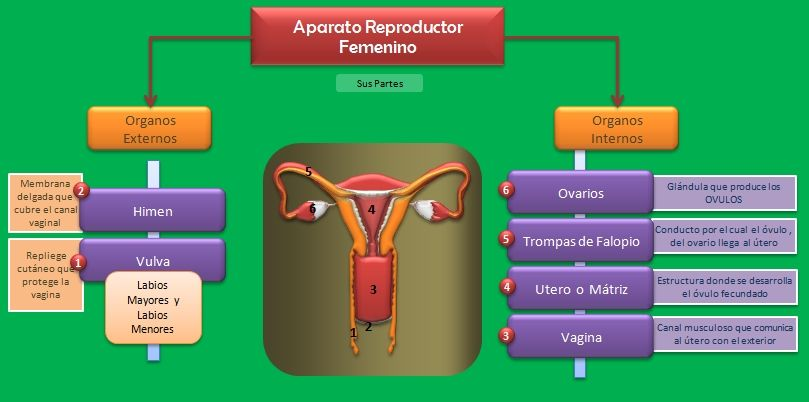 Aparato Reproductor
Femenino
Sus Partes
Organos
Externos
Membrana
delgada que
cubre el canal
vaginal
2
Himen
Repliege
cutáneo que
protege la
vagina
1
Vulva
Labios
Mayores y
Labios
Menores
5
6
4
3
1
2
Organos
Internos
6
Ovarios
Glándula que produce los
OVULOS
5
Trompas de Falopio
Conducto por el cual el óvulo ,
del ovario llega al útero
4
Utero o Mátriz
Estructura donde se desarralla
el óvulo fecundado
3
Vagina
Canal musculoso que comunica
al útero con el exterior